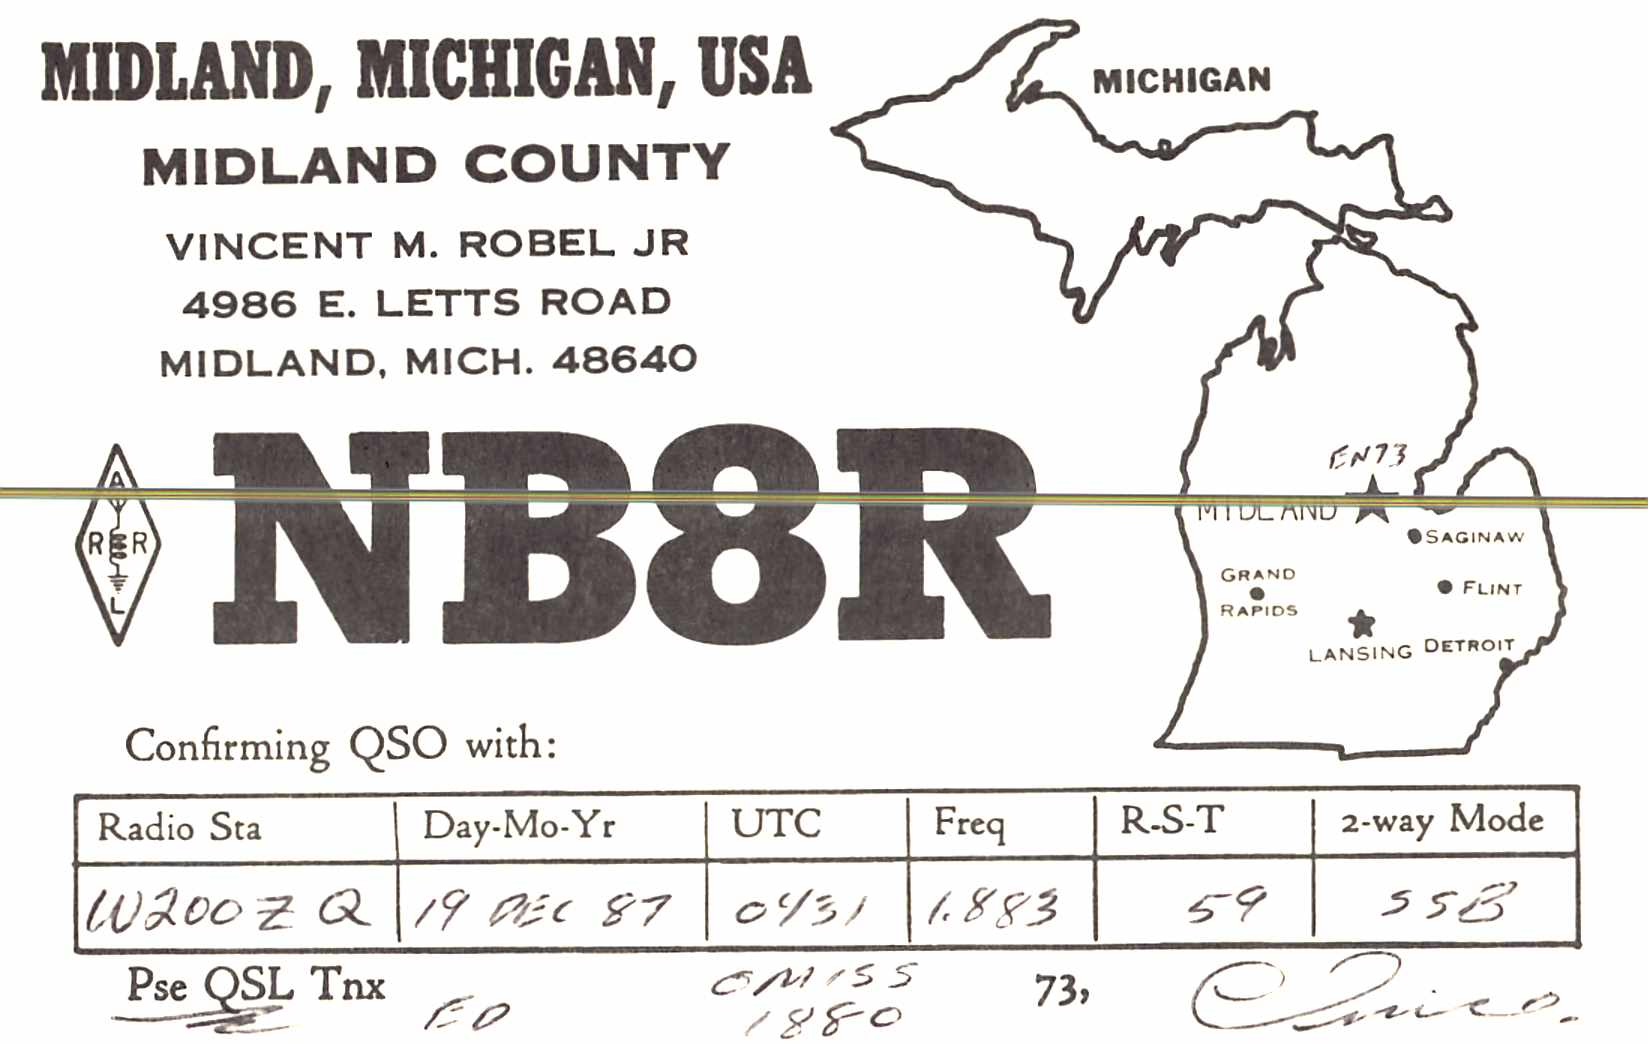 MIDLAND, MICHIGAN, USA
MIDLAND COUNTY
VINCENT M. ROBEL JR
4986 E. LETTS ROAD
MIDLAND, MICH. 48640
MICHIGAN
A
R R
L
NB8R
EN73
MIDLAND
SAGINAW
GRAND
RAPIDS
FLINT
LANSING
DETROIT
Confirming QSO with:
Radio Sta Day-Mo-Yr UTC Freq R-S-T 2-way Mode
W200ZQ 19 DEC 87 0431 1.883 59 SSB
Pse QSL Tnx ED OMISS 73,
1880